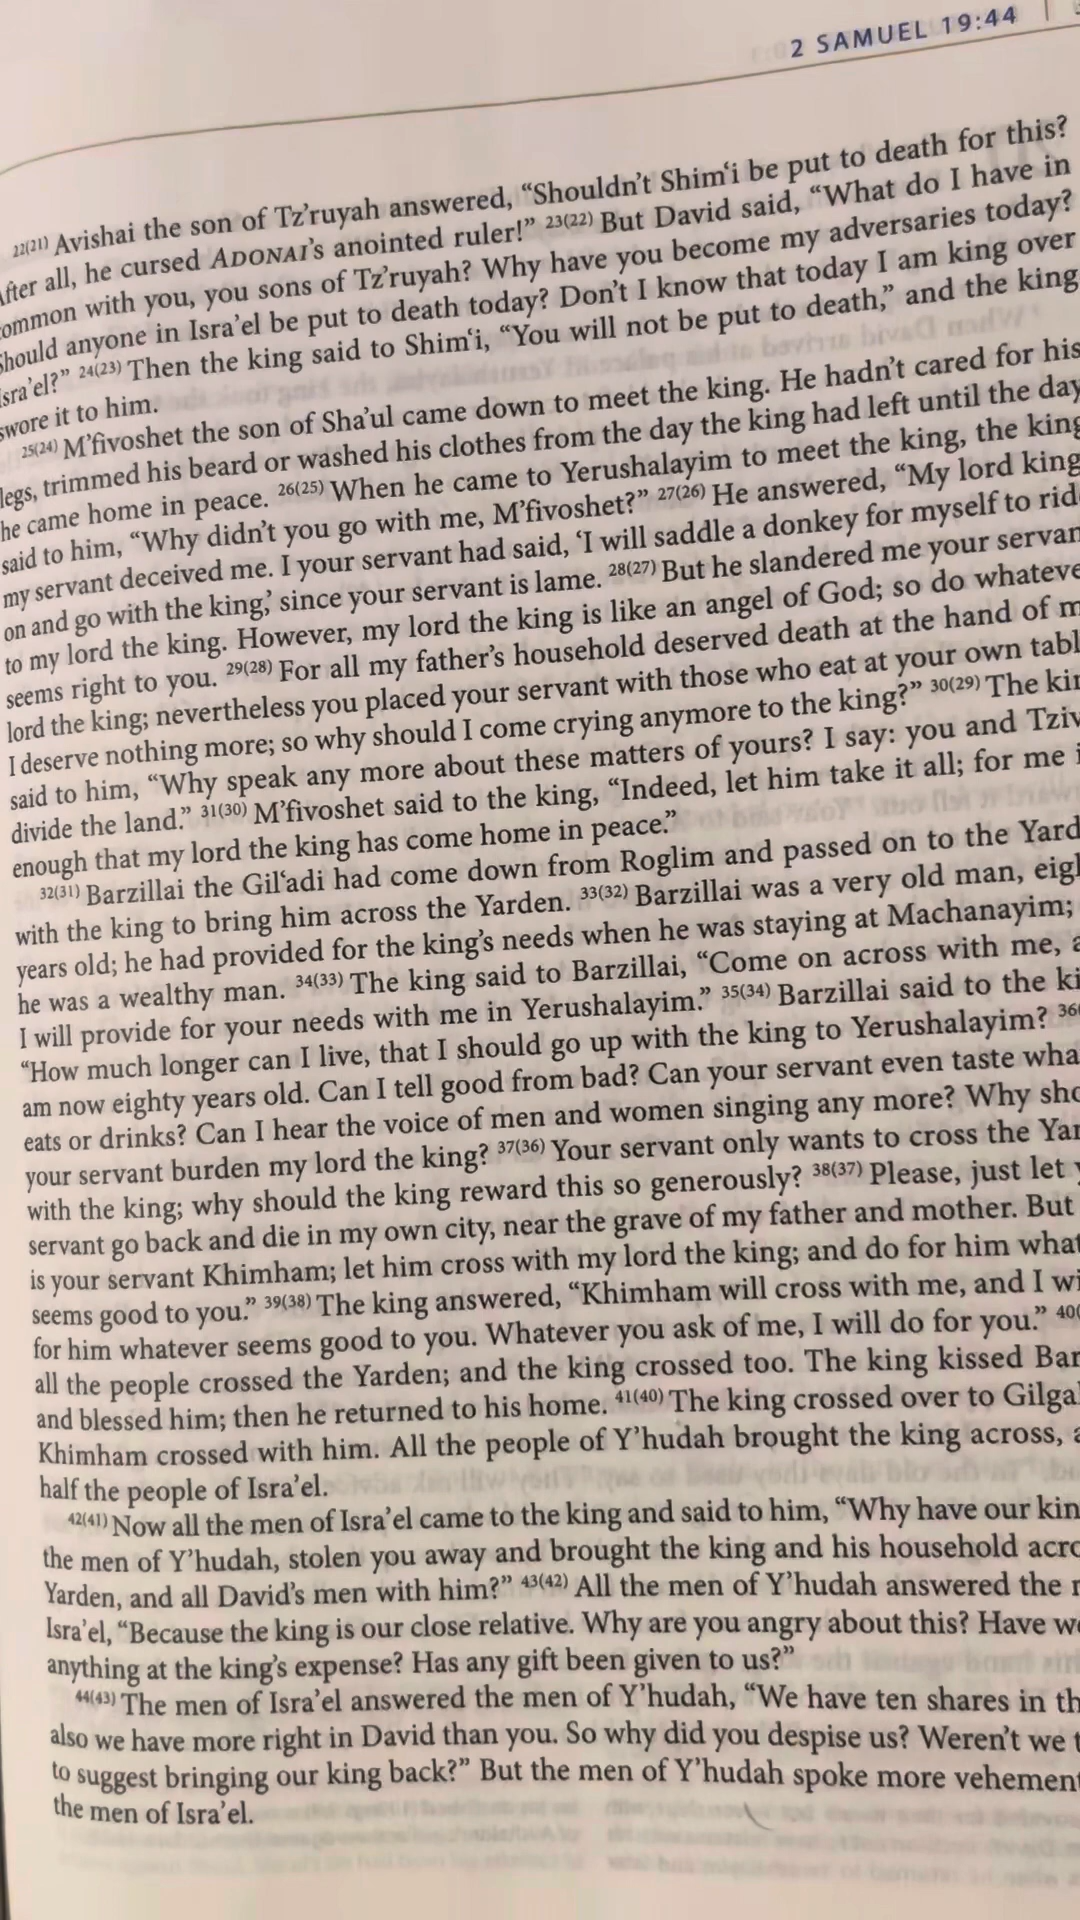 2 SAMUEL 19:44
22(21) Avishai the son of Tz’ruyah answered, “Shouldn’t Shim‘i be put to death for this?
After all, he cursed ADONAI’s anointed ruler!” 23(22) But David said, “What do I have in
common with you, you sons of Tz’ruyah? Why have you become my adversaries today?
Should anyone in Isra’el be put to death today? Don’t I know that today I am king over
Isra’el?” 24(23) Then the king said to Shim‘i, “You will not be put to death,” and the king
swore it to him.
25(24) M’fivoshet the son of Sha’ul came down to meet the king. He hadn’t cared for his
legs, trimmed his beard or washed his clothes from the day the king had left until the day
he came home in peace. 26(25) When he came to Yerushalayim to meet the king, the king
said to him, “Why didn’t you go with me, M’fivoshet?” 27(26) He answered, “My lord king
my servant deceived me. I your servant had said, ‘I will saddle a donkey for myself to rid
on and go with the king,’ since your servant is lame. 28(27) But he slandered me your servan
to my lord the king. However, my lord the king is like an angel of God; so do whateve
seems right to you. 29(28) For all my father’s household deserved death at the hand of m
lord the king; nevertheless you placed your servant with those who eat at your own tabl
I deserve nothing more; so why should I come crying anymore to the king?” 30(29) The kin
said to him, “Why speak any more about these matters of yours? I say: you and Tziv
divide the land.” 31(30) M’fivoshet said to the king, “Indeed, let him take it all; for me i
enough that my lord the king has come home in peace.”
32(31) Barzillai the Gil‘adi had come down from Roglim and passed on to the Yard
with the king to bring him across the Yarden. 33(32) Barzillai was a very old man, eigh
years old; he had provided for the king’s needs when he was staying at Machanayim;
he was a wealthy man. 34(33) The king said to Barzillai, “Come on across with me, a
I will provide for your needs with me in Yerushalayim.” 35(34) Barzillai said to the ki
“How much longer can I live, that I should go up with the king to Yerushalayim? 36(
am now eighty years old. Can I tell good from bad? Can your servant even taste wha
eats or drinks? Can I hear the voice of men and women singing any more? Why sho
your servant burden my lord the king? 37(36) Your servant only wants to cross the Yar
with the king; why should the king reward this so generously? 38(37) Please, just let y
servant go back and die in my own city, near the grave of my father and mother. But
is your servant Khimham; let him cross with my lord the king; and do for him what
seems good to you.” 39(38) The king answered, “Khimham will cross with me, and I wi
for him whatever seems good to you. Whatever you ask of me, I will do for you.” 40(
all the people crossed the Yarden; and the king crossed too. The king kissed Bar
and blessed him; then he returned to his home. 41(40) The king crossed over to Gilgal
Khimham crossed with him. All the people of Y’hudah brought the king across, a
half the people of Isra’el.
42(41) Now all the men of Isra’el came to the king and said to him, “Why have our kin
the men of Y’hudah, stolen you away and brought the king and his household acro
Yarden, and all David’s men with him?” 43(42) All the men of Y’hudah answered the m
Isra’el, “Because the king is our close relative. Why are you angry about this? Have we
anything at the king’s expense? Has any gift been given to us?”
44(43) The men of Isra’el answered the men of Y’hudah, “We have ten shares in th
also we have more right in David than you. So why did you despise us? Weren’t we t
to suggest bringing our king back?” But the men of Y’hudah spoke more vehement
the men of Isra’el.